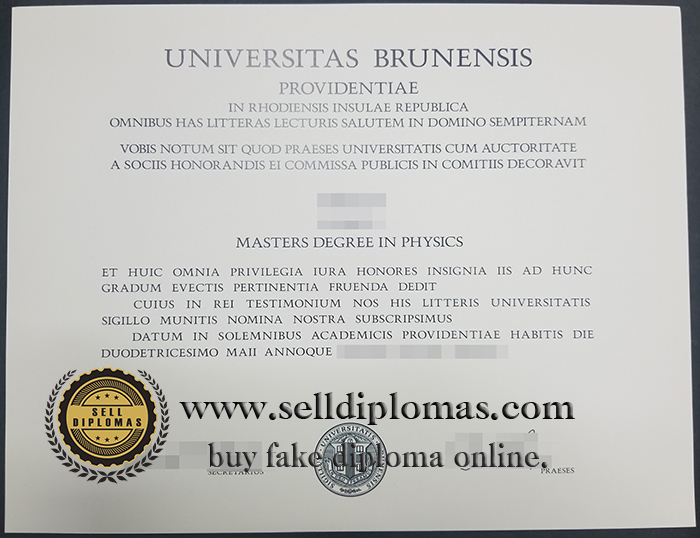 UNIVERSITAS BRUNENSIS
PROVIDENTIAE
IN RHODIENSIS INSULAE REPUBLICA
OMNIBUS HAS LITTERAS LECTURIS SALUTEM IN DOMINO SEMPITERNAM
VOBIS NOTUM SIT QUOD PRAESES UNIVERSITATIS CUM AUCTORITATE
A SOCIIS HONORANDIS EI COMMISSA PUBLICIS IN COMITIIS DECORAVIT
MASTERS DEGREE IN PHYSICS
ET HUIC OMNIA PRIVILEGIA IURA HONORES INSIGNIA IIS AD HUNC
GRADUM EVECTIS PERTINENTIA FRUENDA DEDIT
CUIUS IN REI TESTIMONIUM NOS HIS LITTERIS UNIVERSITATIS
SIGILLO MUNITIS NOMINA NOSTRA SUBSCRIPSIMUS
DATUM IN SOLEMNIBUS ACADEMICIS PROVIDENTIAE HABITIS DIE
DUODETRICESIMO MAII ANNOQUE
SELL
DIPLOMAS
www.selldiplomas.com
buy fake diploma online.
SECRETARIOS
PRAESES